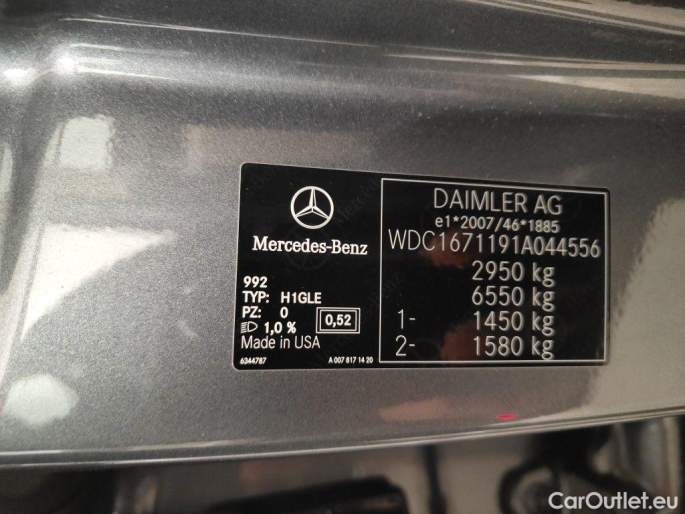 Mercedes-Benz
992
TYP: H1GLE
PZ: 0
1,0 %
0,52
Made in USA
6344787
A 007 817 14 20
DAIMLER AG
e1*2007/46*1885
WDC1671191A044556
2950 kg
6550 kg
1- 1450 kg
2- 1580 kg
CarOutlet.eu